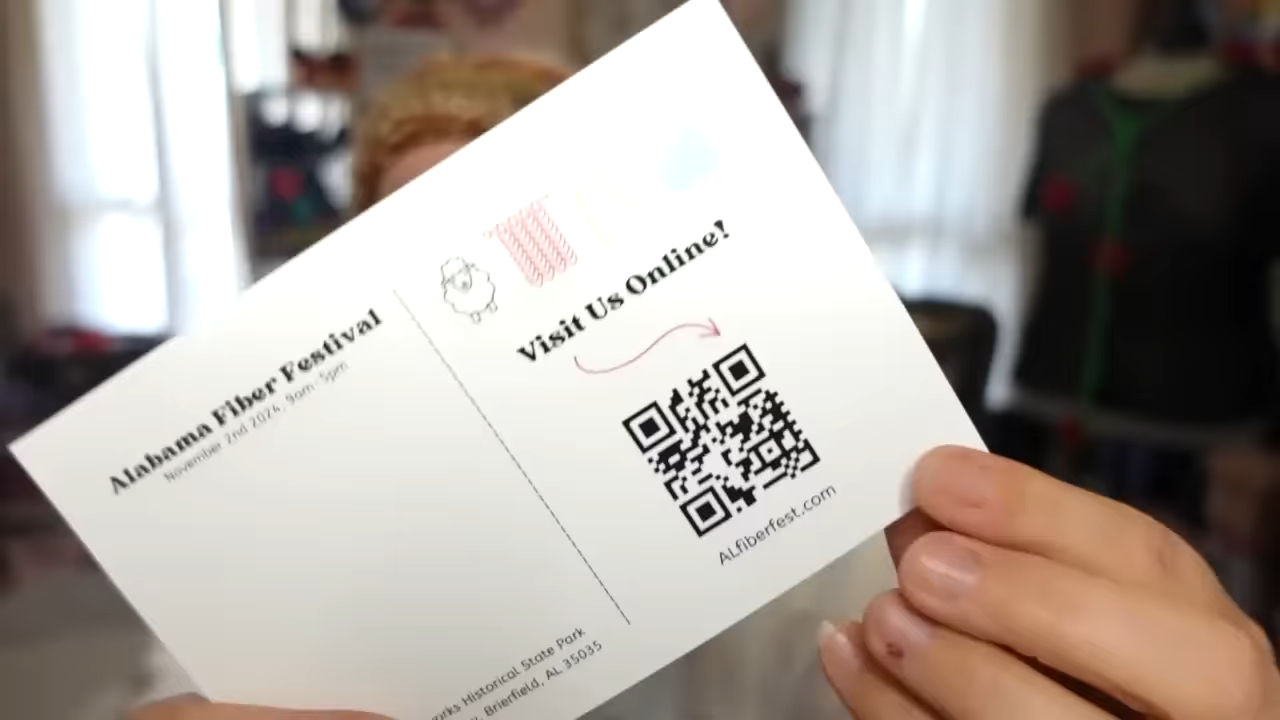 Alabama Fiber Festival
November 2nd 2024, 9am-5pm
Historical State Park
Brierfield, AL 35035
Visit Us Online!
ALfiberfest.com